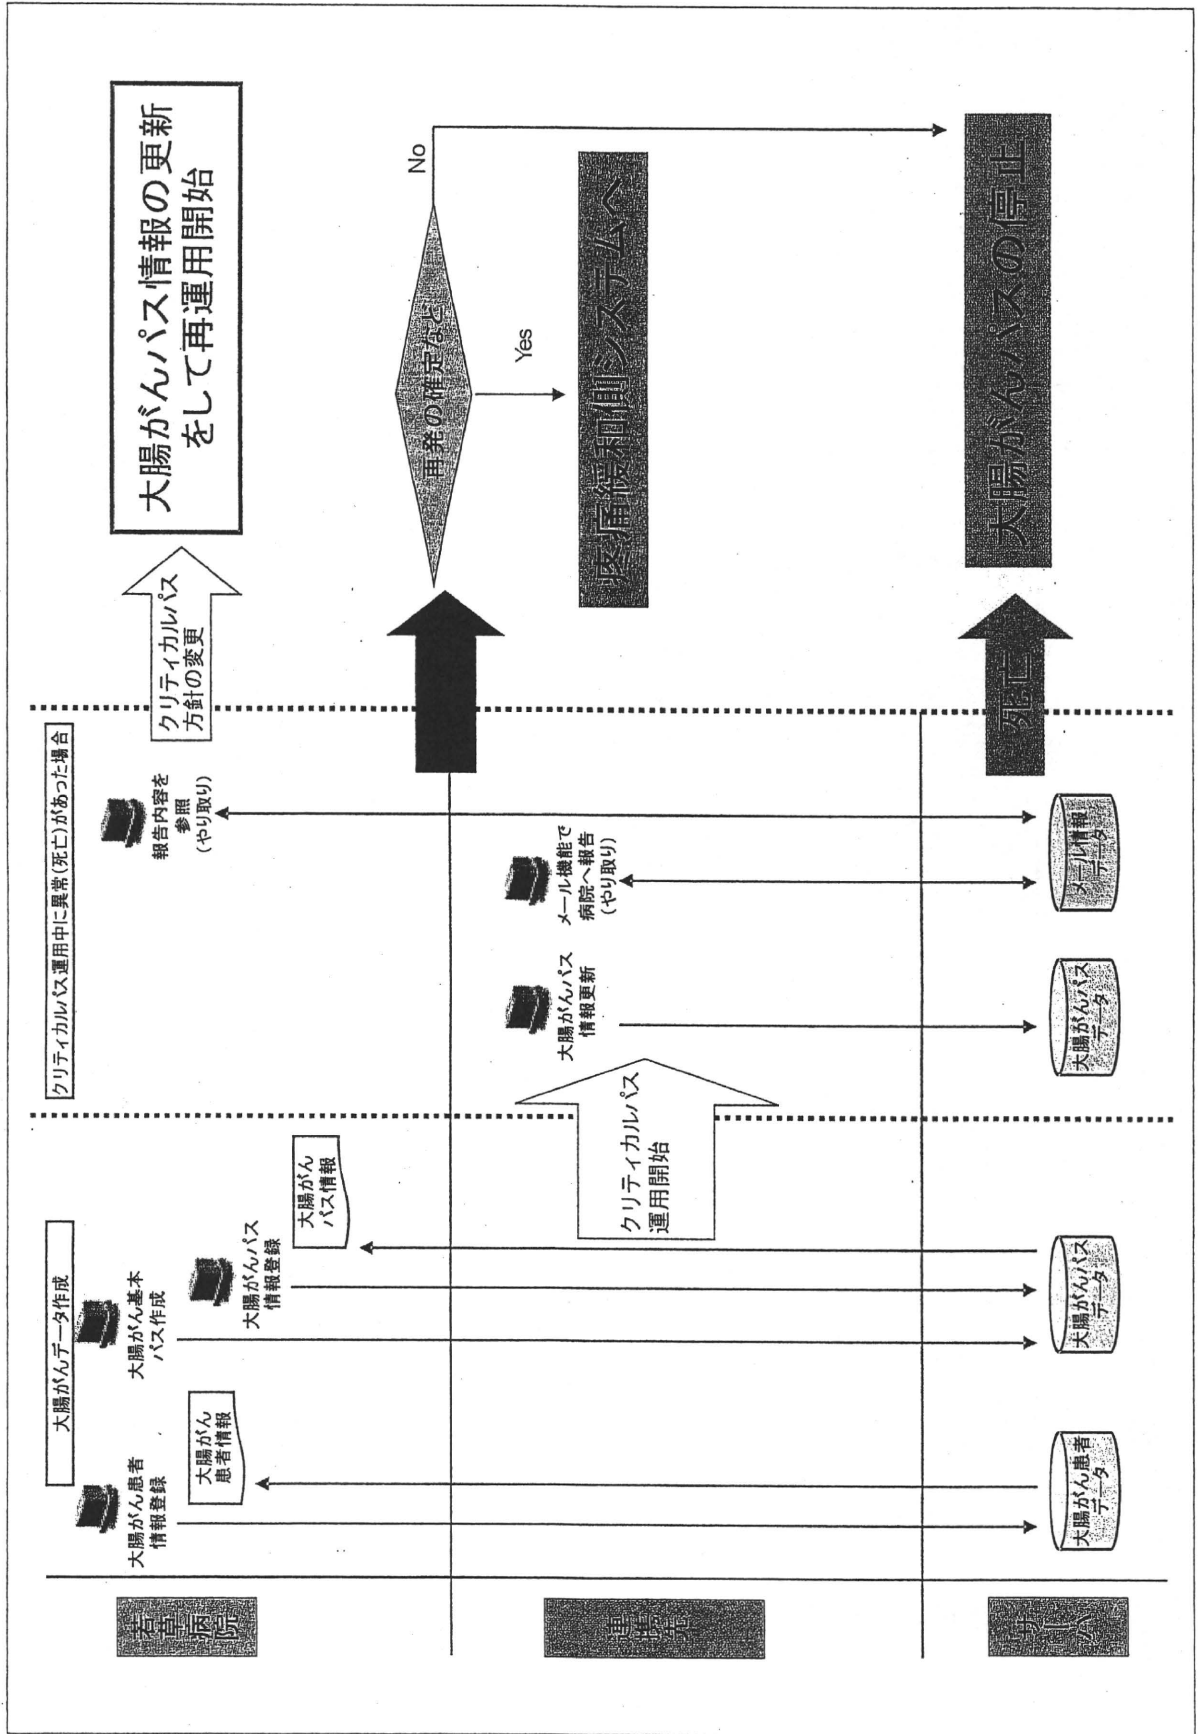 若草病院
連携先
サーバ
大腸がんデータ作成
大腸がん患者
情報登録
大腸がん
患者情報
大腸がん基本
パス作成
大腸がんパス
情報登録
大腸がん
パス情報
大腸がん患者
データ
大腸がんパス
データ
クリティカルパス
運用開始
クリティカルパス運用中に異常(死亡)があった場合
大腸がんパス
情報更新
メール機能で
病院へ報告
(やり取り)
報告内容を
参照
(やり取り)
大腸がんパス
データ
メール情報
データ
クリティカルパス
方針の変更
大腸がんパス情報の更新
をして再運用開始
再発の確定など
Yes
No
疼痛緩和側システムへ
死亡
大腸がんパスの停止